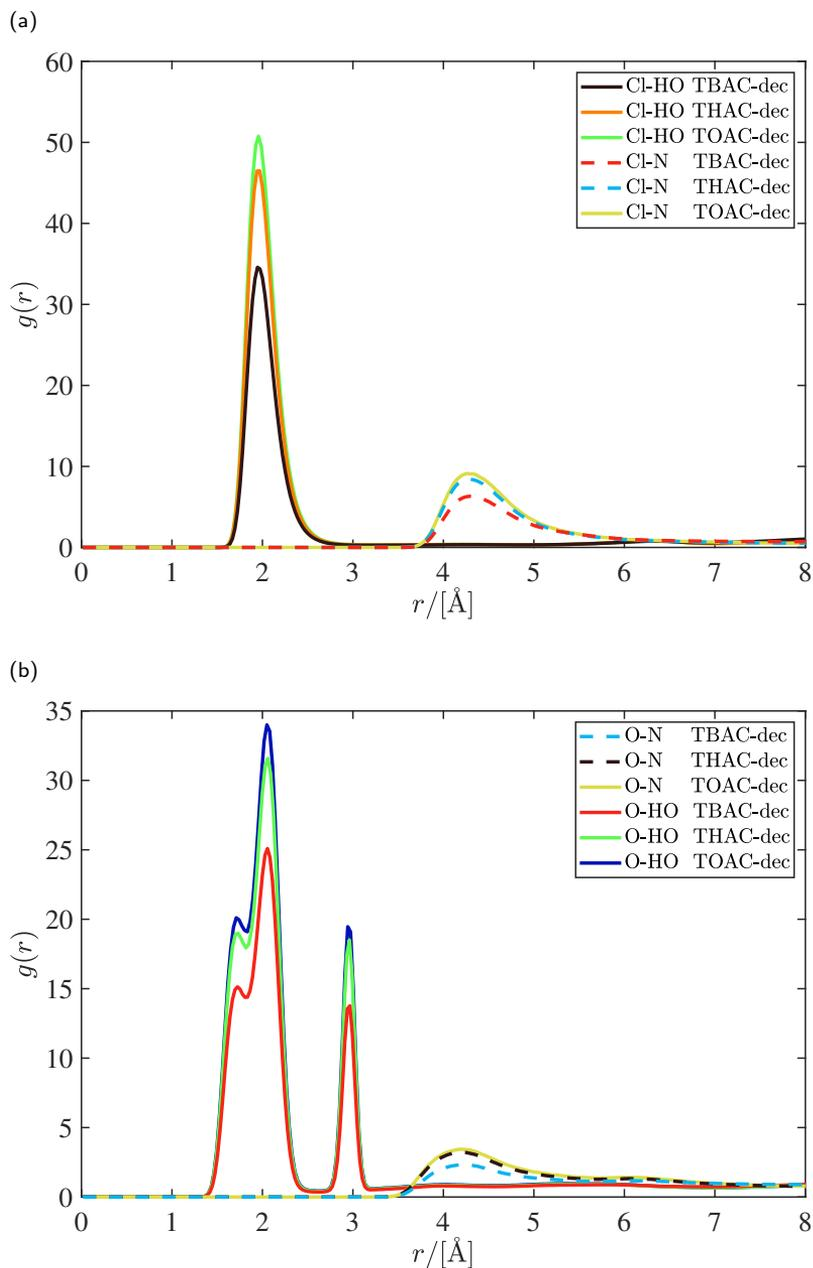 (a)
60
50
40
30
20
10
0
g(r)
Cl-HO TBAC-dec
Cl-HO THAC-dec
Cl-HO TOAC-dec
Cl-N TBAC-dec
Cl-N THAC-dec
Cl-N TOAC-dec
0 1 2 3 4 5 6 7 8
r/[Å]
(b)
35
30
25
20
15
10
5
0
g(r)
O-N TBAC-dec
O-N THAC-dec
O-N TOAC-dec
O-HO TBAC-dec
O-HO THAC-dec
O-HO TOAC-dec
0 1 2 3 4 5 6 7 8
r/[Å]